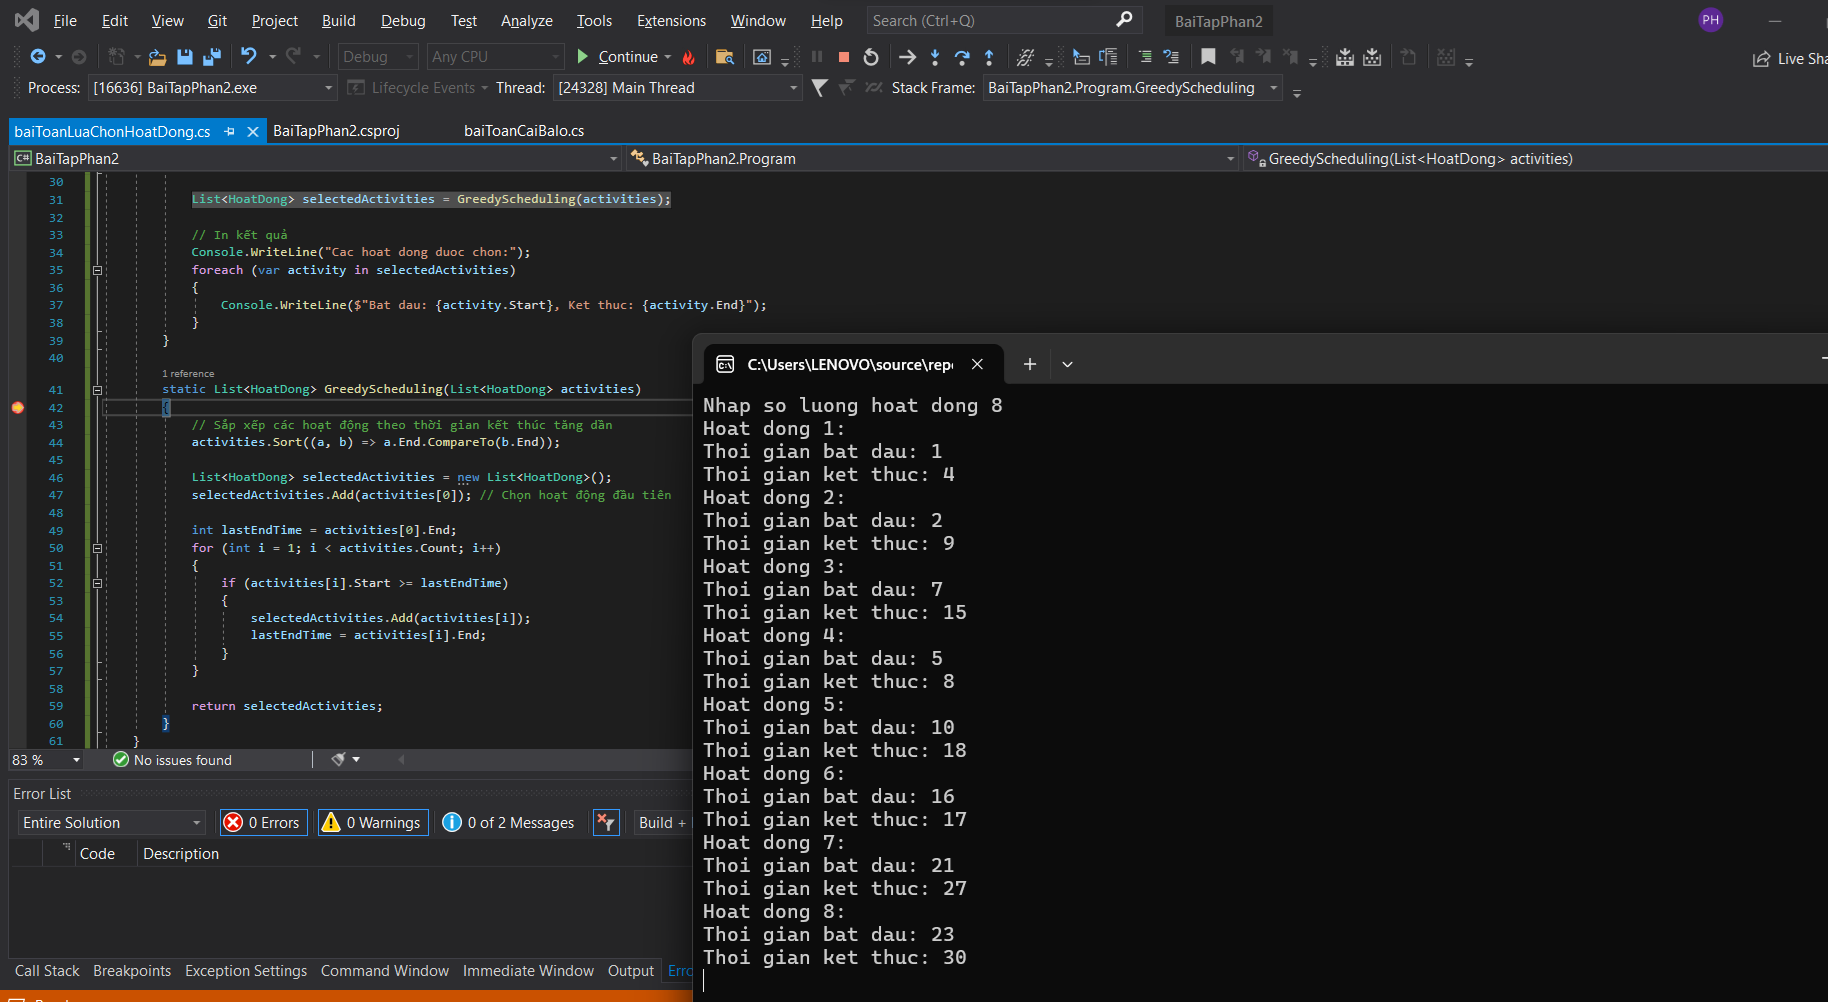 File Edit View Git Project Build Debug Test Analyze Tools Extensions Window Help Search (Ctrl+Q) BaiTapPhan2 PH
Debug Any CPU Continue Live Sha
Process: [16636] BaiTapPhan2.exe Lifecycle Events Thread: [24328] Main Thread Stack Frame: BaiTapPhan2.Program.GreedyScheduling
baiToanLuaChonHoatDong.cs BaiTapPhan2.csproj baiToanCaiBalo.cs
C# BaiTapPhan2 BaiTapPhan2.Program GreedyScheduling(List<HoatDong> activities)
30
31 List<HoatDong> selectedActivities = GreedyScheduling(activities);
32
33 // In kết quả
34 Console.WriteLine("Cac hoat dong duoc chon:");
35 foreach (var activity in selectedActivities)
36 {
37 Console.WriteLine($"Bat dau: {activity.Start}, Ket thuc: {activity.End}");
38 }
39 }
40
1 reference
41 static List<HoatDong> GreedyScheduling(List<HoatDong> activities)
42 {
43 // Sắp xếp các hoạt động theo thời gian kết thúc tăng dần
44 activities.Sort((a, b) => a.End.CompareTo(b.End));
45
46 List<HoatDong> selectedActivities = new List<HoatDong>();
47 selectedActivities.Add(activities[0]); // Chọn hoạt động đầu tiên
48
49 int lastEndTime = activities[0].End;
50 for (int i = 1; i < activities.Count; i++)
51 {
52 if (activities[i].Start >= lastEndTime)
53 {
54 selectedActivities.Add(activities[i]);
55 lastEndTime = activities[i].End;
56 }
57 }
58
59 return selectedActivities;
60 }
61 }
83 % No issues found
Error List
Entire Solution 0 Errors 0 Warnings 0 of 2 Messages Build +
Code Description
Call Stack Breakpoints Exception Settings Command Window Immediate Window Output Erro
C:\Users\LENOVO\source\repo
Nhap so luong hoat dong 8
Hoat dong 1:
Thoi gian bat dau: 1
Thoi gian ket thuc: 4
Hoat dong 2:
Thoi gian bat dau: 2
Thoi gian ket thuc: 9
Hoat dong 3:
Thoi gian bat dau: 7
Thoi gian ket thuc: 15
Hoat dong 4:
Thoi gian bat dau: 5
Thoi gian ket thuc: 8
Hoat dong 5:
Thoi gian bat dau: 10
Thoi gian ket thuc: 18
Hoat dong 6:
Thoi gian bat dau: 16
Thoi gian ket thuc: 17
Hoat dong 7:
Thoi gian bat dau: 21
Thoi gian ket thuc: 27
Hoat dong 8:
Thoi gian bat dau: 23
Thoi gian ket thuc: 30